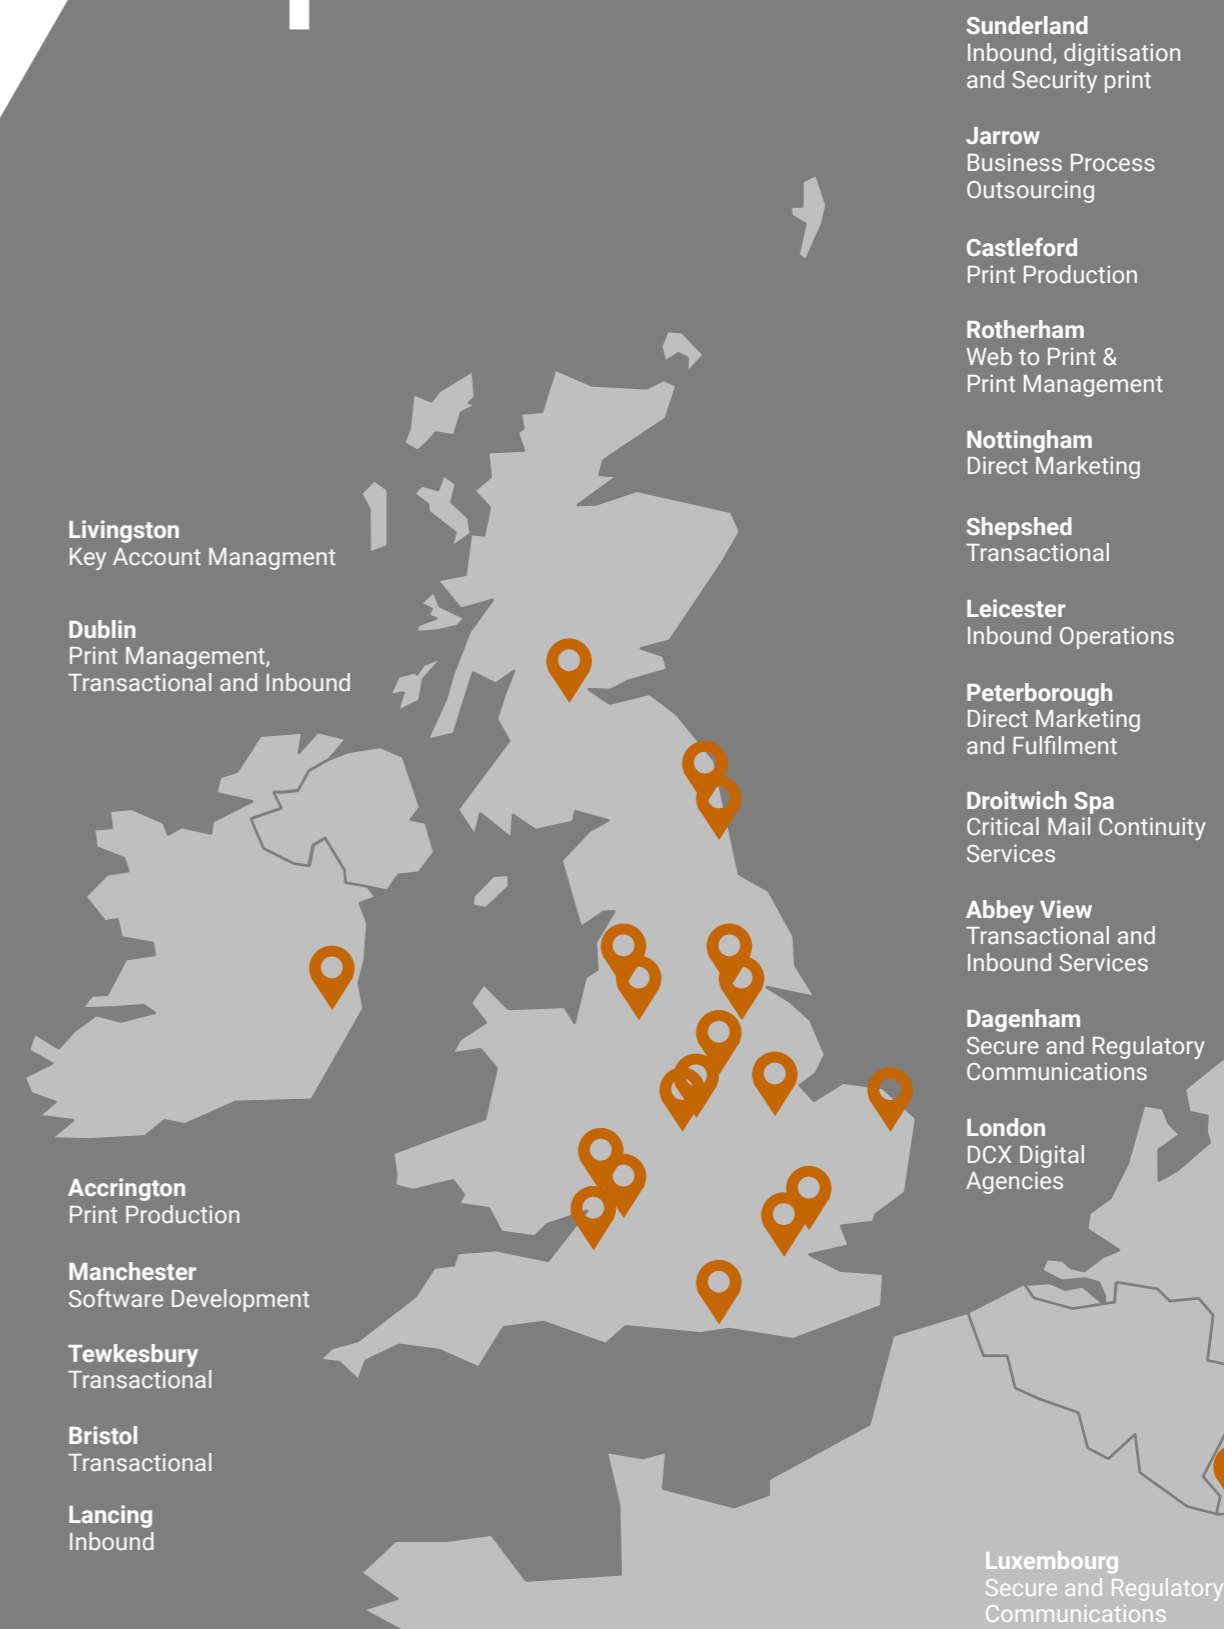 Sunderland
Inbound, digitisation
and Security print
Jarrow
Business Process
Outsourcing
Castleford
Print Production
Rotherham
Web to Print &
Print Management
Nottingham
Direct Marketing
Shepshed
Transactional
Leicester
Inbound Operations
Peterborough
Direct Marketing
and Fulfilment
Droitwich Spa
Critical Mail Continuity
Services
Abbey View
Transactional and
Inbound Services
Dagenham
Secure and Regulatory
Communications
London
DCX Digital
Agencies
Livingston
Key Account Managment
Dublin
Print Management,
Transactional and Inbound
Accrington
Print Production
Manchester
Software Development
Tewkesbury
Transactional
Bristol
Transactional
Lancing
Inbound
Luxembourg
Secure and Regulatory
Communications